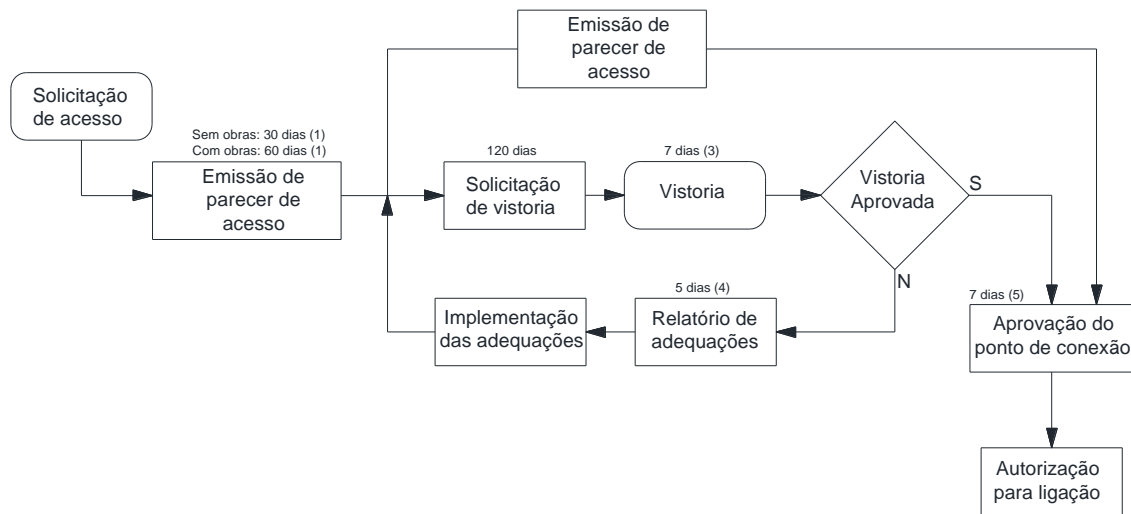 Emissão de
parecer de
acesso
Solicitação
de acesso
Sem obras: 30 dias (1)
Com obras: 60 dias (1)
Emissão de
parecer de
acesso
120 dias
Solicitação
de vistoria
7 dias (3)
Vistoria
Vistoria
Aprovada
S
N
5 dias (4)
Relatório de
adequações
Implementação
das adequações
7 dias (5)
Aprovação do
ponto de conexão
Autorização
para ligação